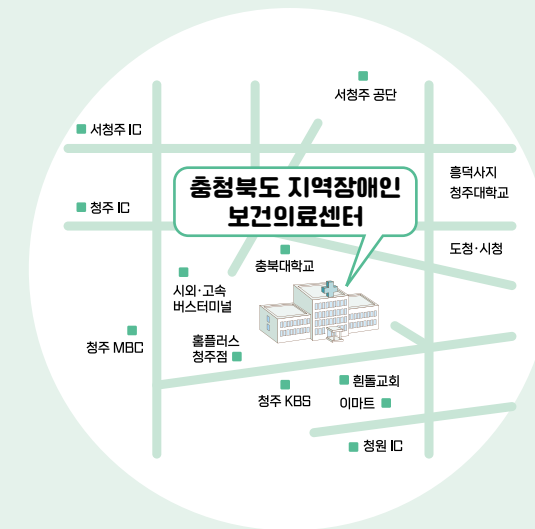 서청주 공단
서청주 IC
충청북도 지역장애인
보건의료센터
흥덕사지
청주대학교
청주 IC
도청·시청
충북대학교
시외·고속
버스터미널
청주 MBC
홈플러스
청주점
청주 KBS
흰돌교회
이마트
청원 IC